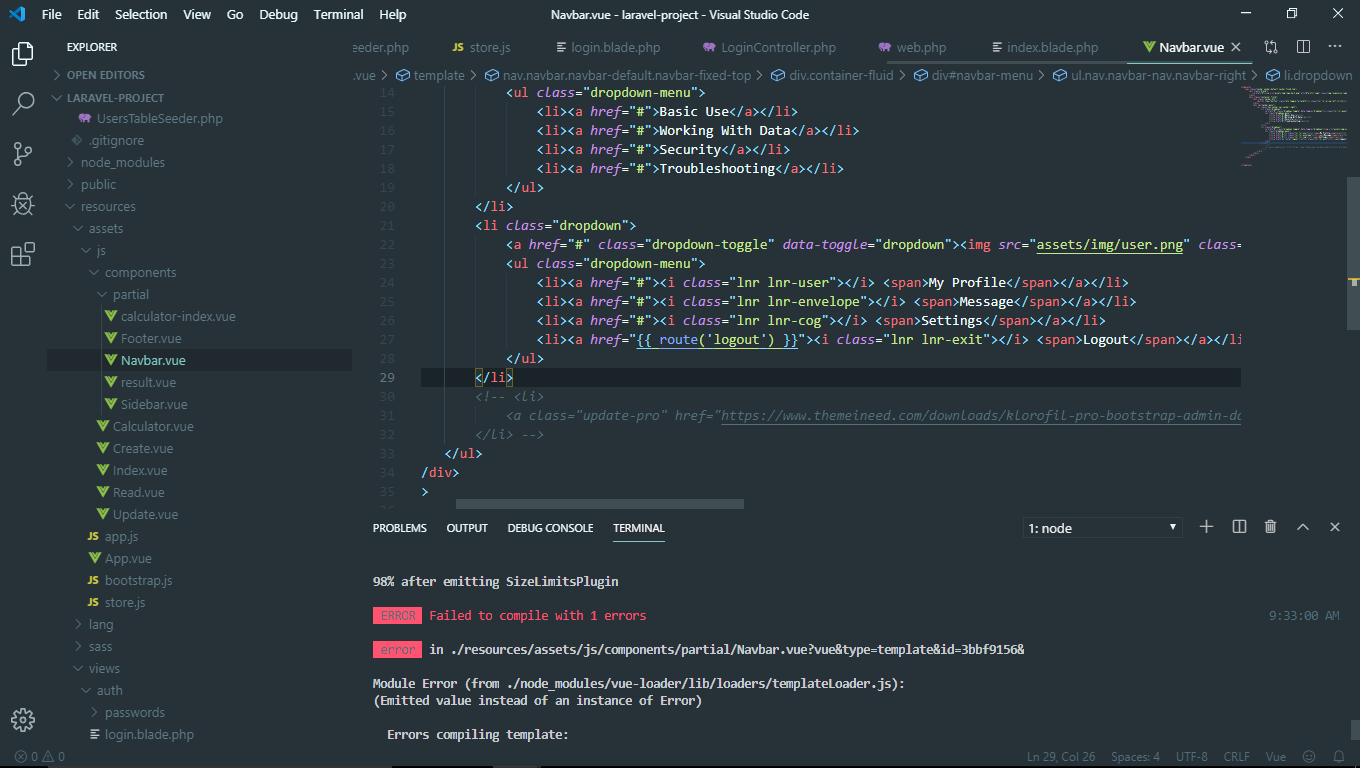 File Edit Selection View Go Debug Terminal Help
Navbar.vue - laravel-project - Visual Studio Code
EXPLORER
OPEN EDITORS
LARAVEL-PROJECT
UsersTableSeeder.php
.gitignore
node_modules
public
resources
assets
js
components
partial
calculator-index.vue
Footer.vue
Navbar.vue
result.vue
Sidebar.vue
Calculator.vue
Create.vue
Index.vue
Read.vue
Update.vue
JS app.js
App.vue
JS bootstrap.js
JS store.js
lang
sass
views
auth
passwords
login.blade.php
eeder.php JS store.js login.blade.php LoginController.php web.php index.blade.php Navbar.vue
.vue > template > nav.navbar.navbar-default.navbar-fixed-top > div.container-fluid > div#navbar-menu > ul.nav.navbar-nav.navbar-right > li.dropdown
14 <ul class="dropdown-menu">
15 <li><a href="#">Basic Use</a></li>
16 <li><a href="#">Working With Data</a></li>
17 <li><a href="#">Security</a></li>
18 <li><a href="#">Troubleshooting</a></li>
19 </ul>
20 </li>
21 <li class="dropdown">
22 <a href="#" class="dropdown-toggle" data-toggle="dropdown"><img src="assets/img/user.png" class=
23 <ul class="dropdown-menu">
24 <li><a href="#"><i class="lnr lnr-user"></i> <span>My Profile</span></a></li>
25 <li><a href="#"><i class="lnr lnr-envelope"></i> <span>Message</span></a></li>
26 <li><a href="#"><i class="lnr lnr-cog"></i> <span>Settings</span></a></li>
27 <li><a href="{{ route('logout') }}"><i class="lnr lnr-exit"></i> <span>Logout</span></a></li
28 </ul>
29 </li>
30 <!-- <li>
31 <a class="update-pro" href="https://www.themeineed.com/downloads/klorofil-pro-bootstrap-admin-da
32 </li> -->
33 </ul>
34 /div>
35 >
PROBLEMS OUTPUT DEBUG CONSOLE TERMINAL
1: node
98% after emitting SizeLimitsPlugin
ERROR Failed to compile with 1 errors 9:33:00 AM
error in ./resources/assets/js/components/partial/Navbar.vue?vue&type=template&id=3bbf9156&
Module Error (from ./node_modules/vue-loader/lib/loaders/templateLoader.js):
(Emitted value instead of an instance of Error)
Errors compiling template:
0 0
Ln 29, Col 26 Spaces: 4 UTF-8 CRLF Vue